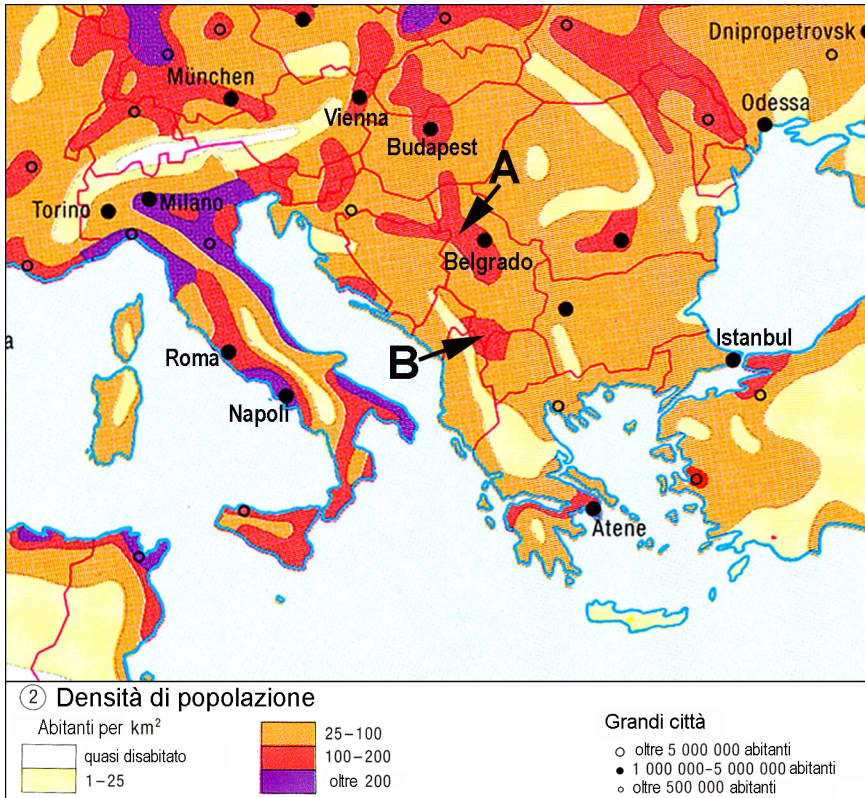 Dnipropetrovsk
München
Vienna
Odessa
Budapest
A
Torino
Milano
Belgrado
Istanbul
a
Roma
B
Napoli
Atene
2 Densità di popolazione
Abitanti per km²
quasi disabitato
1–25
25–100
100–200
oltre 200
Grandi città
oltre 5 000 000 abitanti
1 000 000–5 000 000 abitanti
oltre 500 000 abitanti